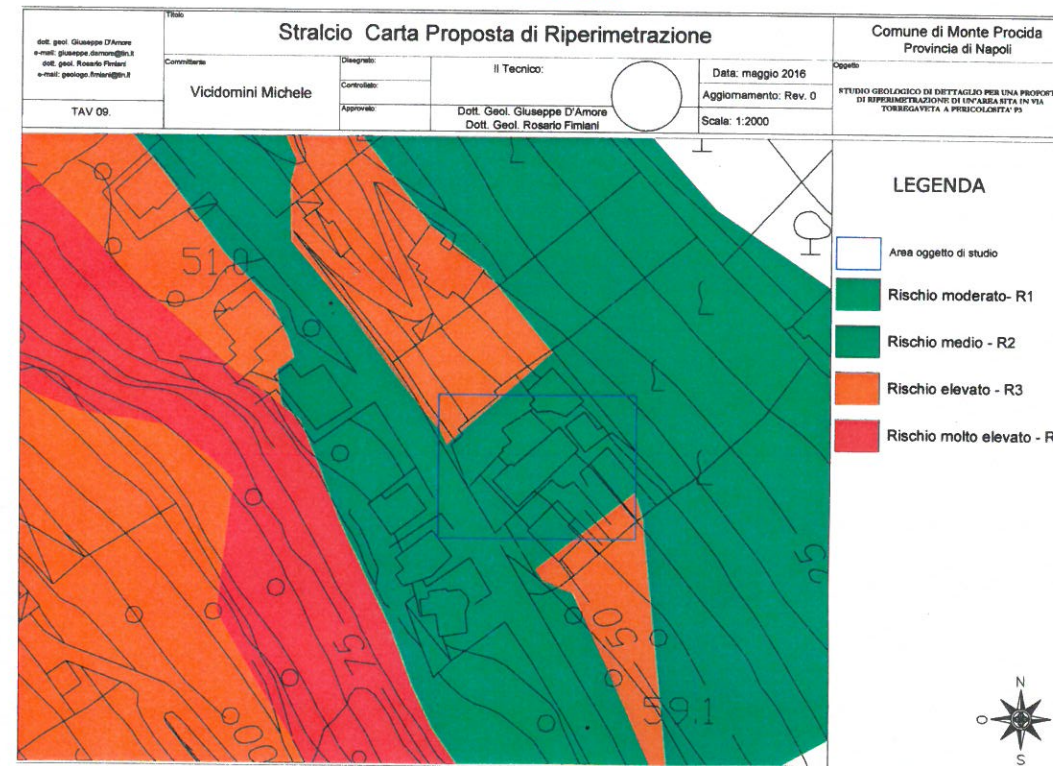 dott. geol. Giuseppe D'Amore
e-mail: giuseppe.damore@tin.it
dott. geol. Rosario Fimiani
e-mail: geologo.fimiani@tin.it
TAV 09.
Titolo
Stralcio Carta Proposta di Riperimetrazione
Committente
Vicidomini Michele
Disegnato:
Controllato:
Approvato:
Il Tecnico:
Dott. Geol. Giuseppe D'Amore
Dott. Geol. Rosario Fimiani
Data: maggio 2016
Aggiornamento: Rev. 0
Scala: 1:2000
Comune di Monte Procida
Provincia di Napoli
Oggetto
STUDIO GEOLOGICO DI DETTAGLIO PER UNA PROPOST
DI RIPERIMETRAZIONE DI UN'AREA SITA IN VIA
TORREGAVETA A PERICOLOSITA' P3
LEGENDA
Area oggetto di studio
Rischio moderato- R1
Rischio medio - R2
Rischio elevato - R3
Rischio molto elevato - R
51.0
25
50
75
59.1
00
N
O
S